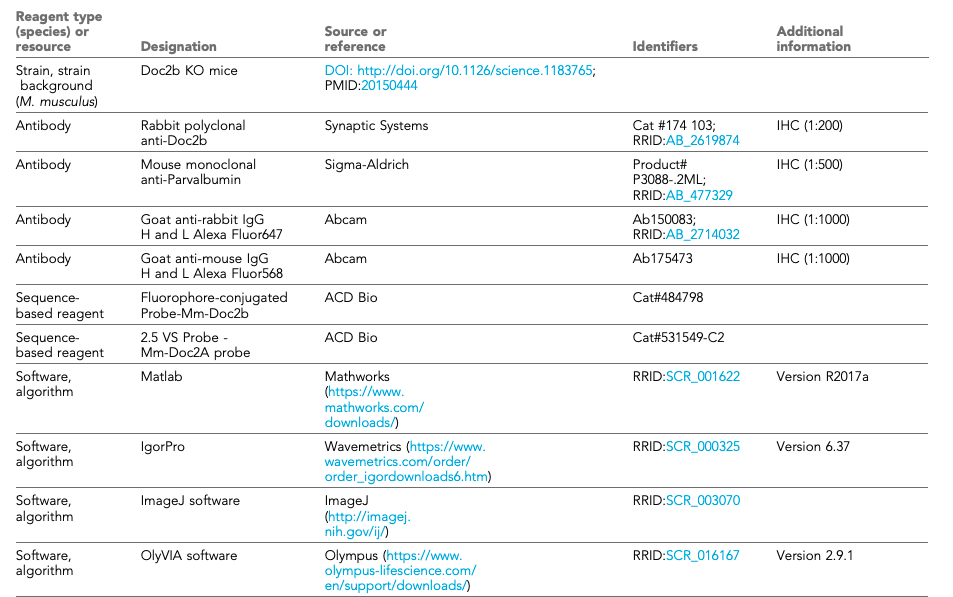 Reagent type
(species) or
resource
Designation
Source or
reference
Identifiers
Additional
information
Strain, strain
background
(M. musculus)
Doc2b KO mice
DOI: http://doi.org/10.1126/science.1183765;
PMID:20150444
Antibody
Rabbit polyclonal
anti-Doc2b
Synaptic Systems
Cat #174 103;
RRID:AB_2619874
IHC (1:200)
Antibody
Mouse monoclonal
anti-Parvalbumin
Sigma-Aldrich
Product#
P3088-.2ML;
RRID:AB_477329
IHC (1:500)
Antibody
Goat anti-rabbit IgG
H and L Alexa Fluor647
Abcam
Ab150083;
RRID:AB_2714032
IHC (1:1000)
Antibody
Goat anti-mouse IgG
H and L Alexa Fluor568
Abcam
Ab175473
IHC (1:1000)
Sequence-
based reagent
Fluorophore-conjugated
Probe-Mm-Doc2b
ACD Bio
Cat#484798
Sequence-
based reagent
2.5 VS Probe -
Mm-Doc2A probe
ACD Bio
Cat#531549-C2
Software,
algorithm
Matlab
Mathworks
(https://www.
mathworks.com/
downloads/)
RRID:SCR_001622
Version R2017a
Software,
algorithm
IgorPro
Wavemetrics (https://www.
wavemetrics.com/order/
order_igordownloads6.htm)
RRID:SCR_000325
Version 6.37
Software,
algorithm
ImageJ software
ImageJ
(http://imagej.
nih.gov/ij/)
RRID:SCR_003070
Software,
algorithm
OlyVIA software
Olympus (https://www.
olympus-lifescience.com/
en/support/downloads/)
RRID:SCR_016167
Version 2.9.1